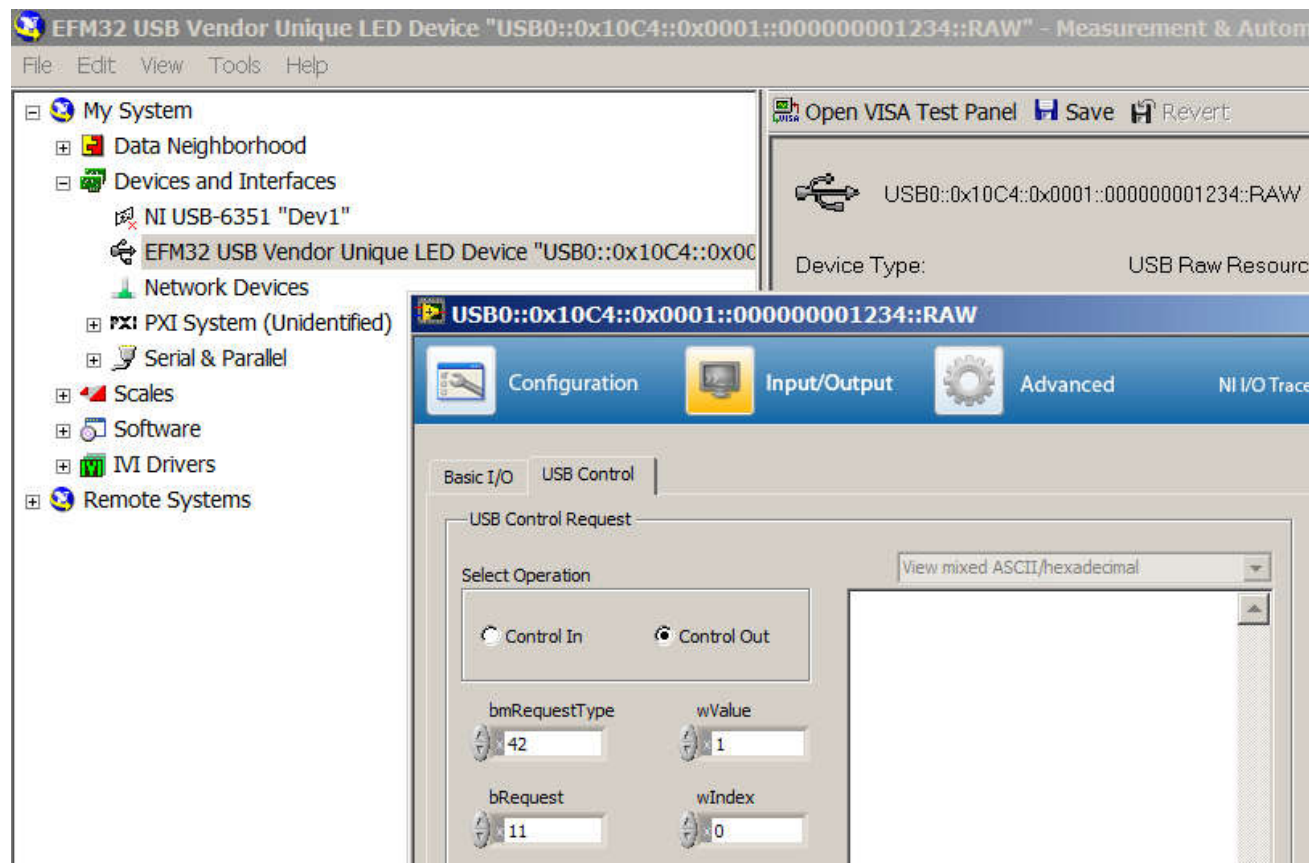 EFM32 USB Vendor Unique LED Device "USB0::0x10C4::0x0001::000000001234::RAW" - Measurement & Autom
File Edit View Tools Help
My System
Data Neighborhood
Devices and Interfaces
NI USB-6351 "Dev1"
EFM32 USB Vendor Unique LED Device "USB0::0x10C4::0x00
Network Devices
PXI PXI System (Unidentified)
Serial & Parallel
Scales
Software
IVI Drivers
Remote Systems
Open VISA Test Panel Save Revert
USB0::0x10C4::0x0001::000000001234::RAW
Device Type: USB Raw Resourc
USB0::0x10C4::0x0001::000000001234::RAW
Configuration Input/Output Advanced NI I/O Trace
Basic I/O USB Control
USB Control Request
Select Operation
View mixed ASCII/hexadecimal
Control In Control Out
bmRequestType wValue
x 42 x 1
bRequest wIndex
x 11 x 0